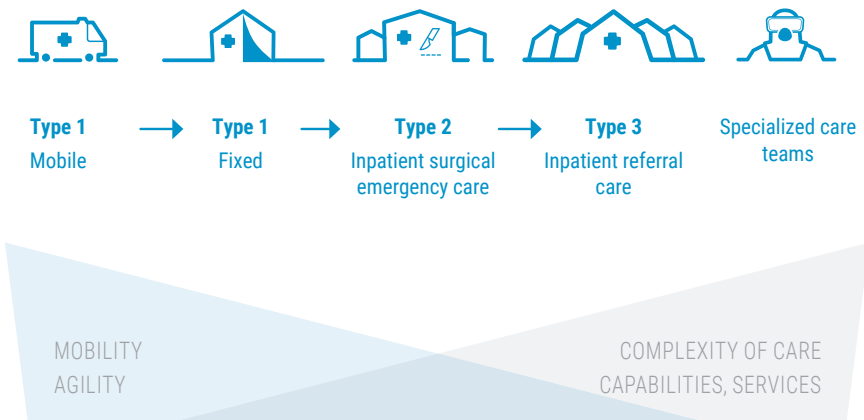 Type 1
Mobile
Type 1
Fixed
Type 2
Inpatient surgical
emergency care
Type 3
Inpatient referral
care
Specialized care
teams
MOBILITY
AGILITY
COMPLEXITY OF CARE
CAPABILITIES, SERVICES